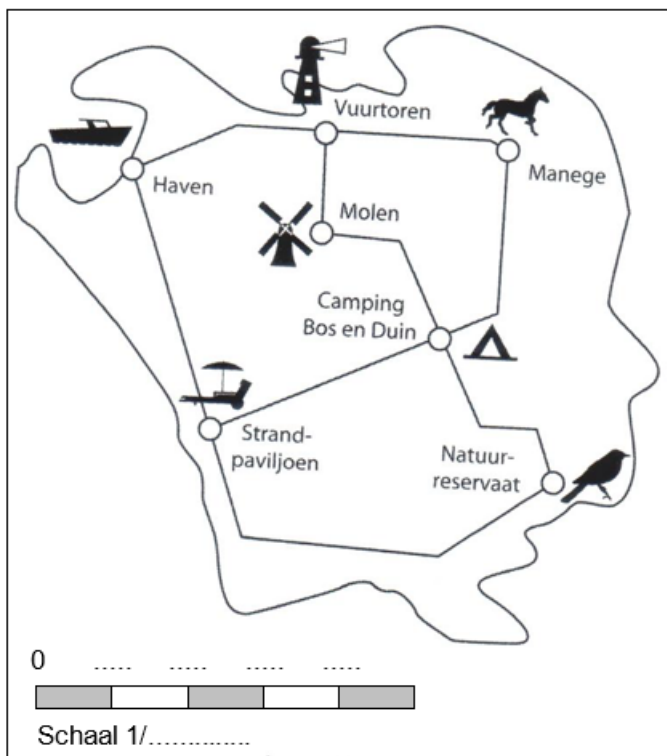 Vuurtoren
Manege
Haven
Molen
Camping
Bos en Duin
Strand-
paviljoen
Natuur-
reservaat
0 ..... ..... ..... .....
Schaal 1/.............